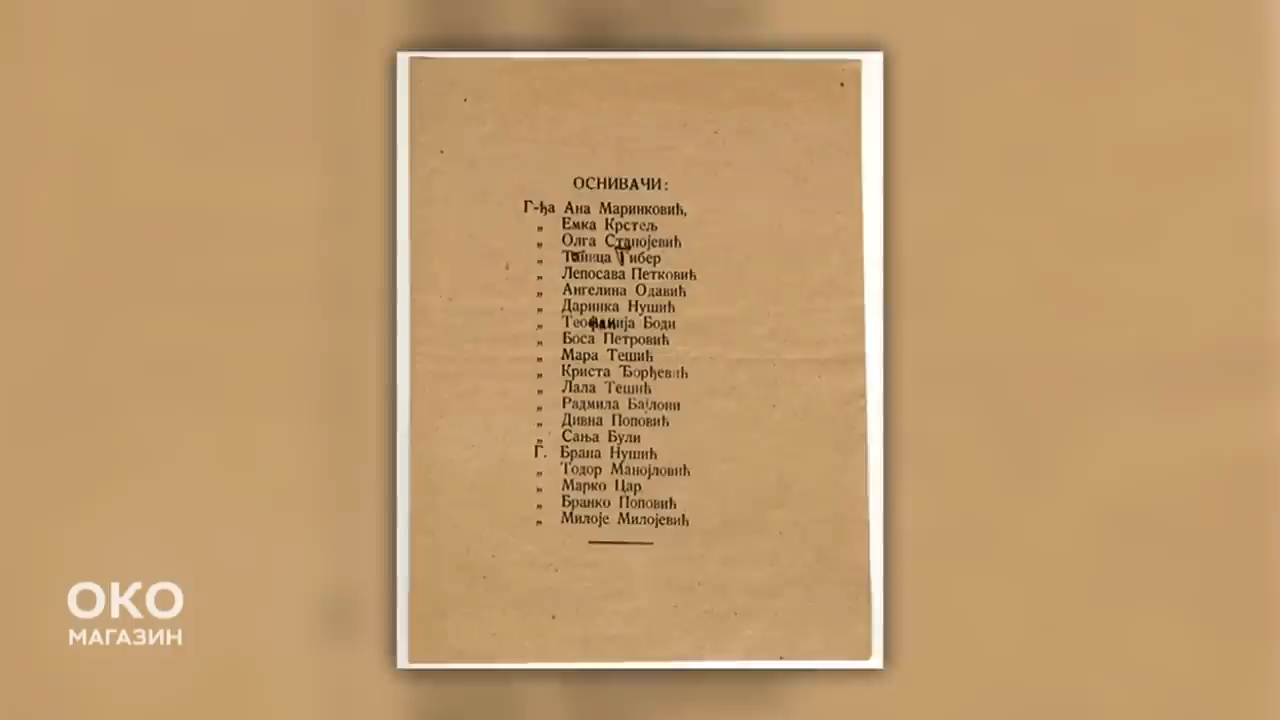 ОСНИВАЧИ:
Г-ђа Ана Маринковић,
„ Емка Крстељ
„ Олга Станојевић
„ Таница Гибер
„ Лепосава Петковић
„ Ангелина Одавић
„ Даринка Нушић
„ Теофанија Боди
„ Боса Петровић
„ Мара Тешић
„ Криста Ђорђевић
„ Лала Тешић
„ Радмила Бајлони
„ Дивна Поповић
„ Сања Були
Г. Брана Нушић
„ Тодор Манојловић
„ Марко Цар
„ Бранко Поповић
„ Милоје Милојевић
ОКО
МАГАЗИН